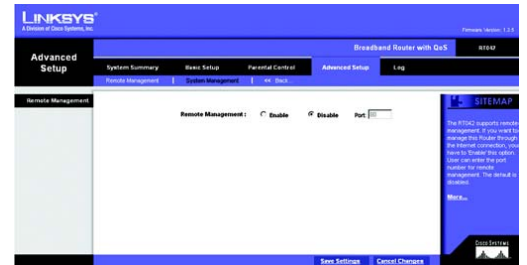 LINKSYS®
A Division of Cisco Systems, Inc.
Firmware Version: 1.2.5
Broadband Router with QoS
RT042
Advanced Setup
System Summary
Basic Setup
Parental Control
Advanced Setup
Log
Remote Management
System Management
<< Back
Remote Management
Remote Management :
Enable
Disable
Port
SITEMAP
The RT042 supports remote
management. If you want to
manage this Router through
the Internet connection, your
have to 'Enable' this option.
User can enter the port
number for remote
management. The default is
disabled.
More...
Save Settings
Cancel Changes
CISCO SYSTEMS